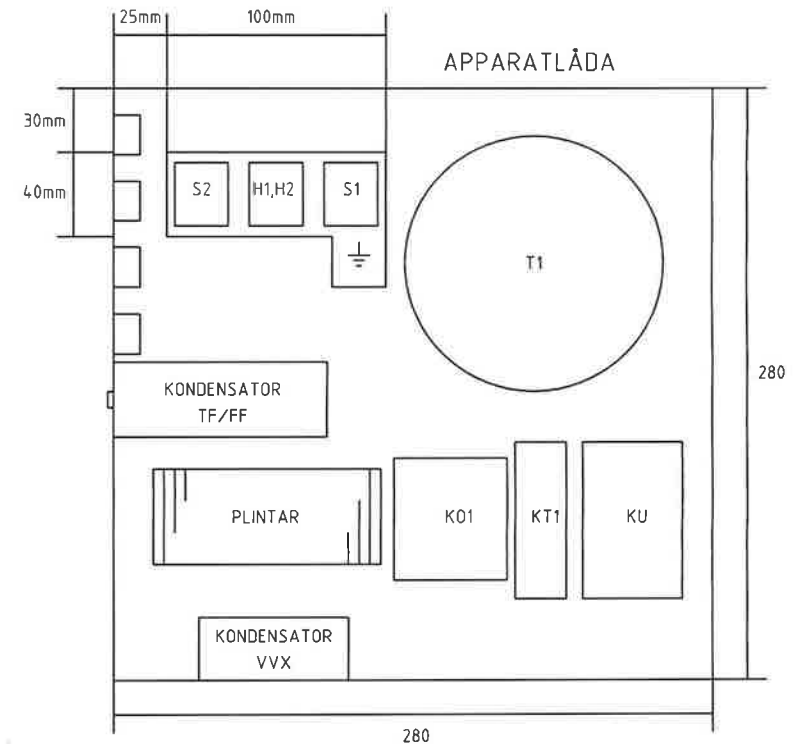 25mm
100mm
APPARATLÅDA
30mm
40mm
S2
H1,H2
S1
T1
280
KONDENSATOR
TF/FF
PLINTAR
K01
KT1
KU
KONDENSATOR
VVX
280